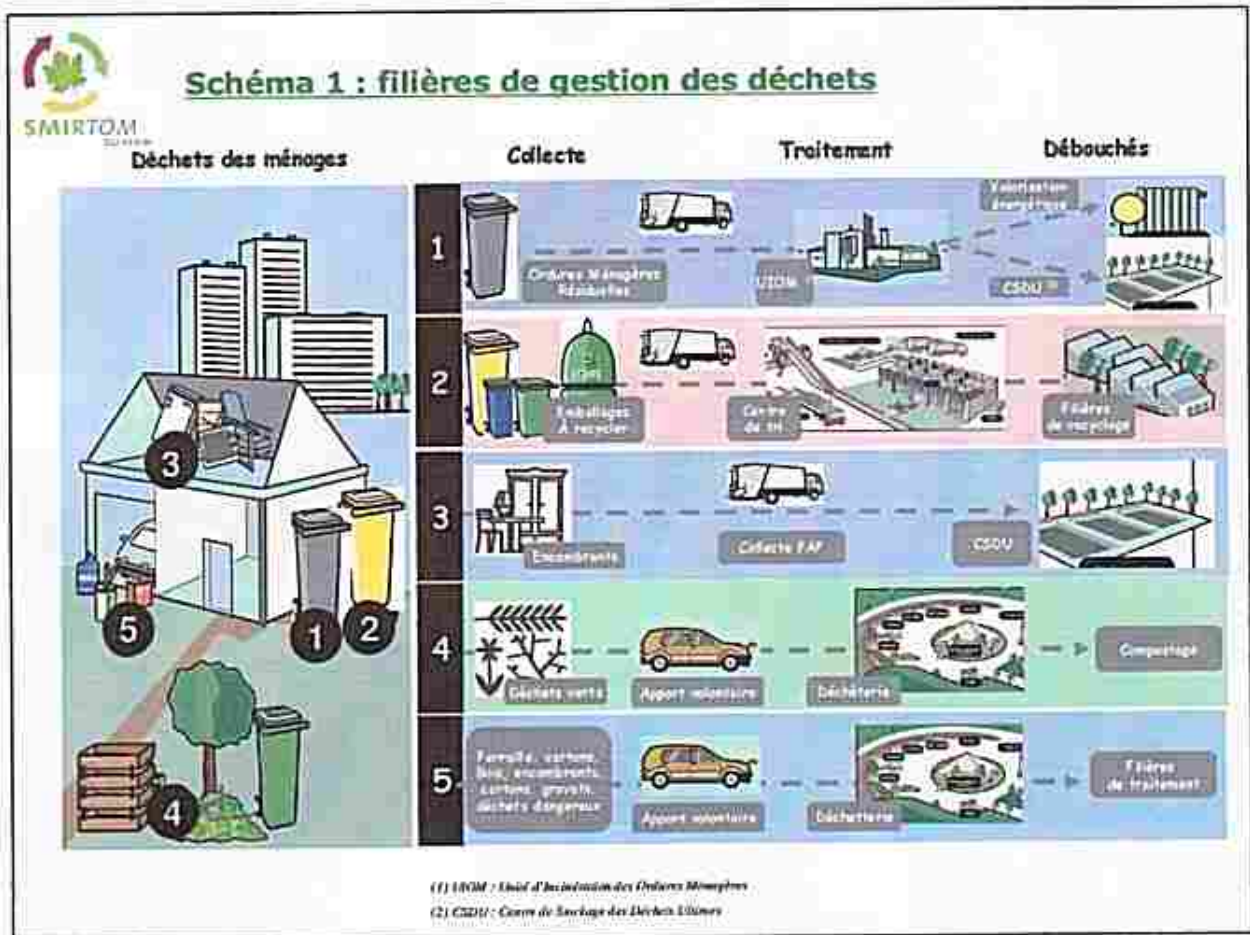 SMIRTOM
Schéma 1 : filières de gestion des déchets
Déchets des ménages
Collecte
Traitement
Débouchés
1
Ordures Ménagères
Résiduelles
UIOM
Valorisation
énergétique
CSDU
2
Emballages
À recycler
Centre
de tri
Filières
de recyclage
3
Encombrants
Collecte PAP
CSDU
4
Déchets verts
Apport volontaire
Déchèterie
Compostage
5
Ferraille, cartons,
bois, encombrants,
cartons, gravats,
déchets dangereux
Apport volontaire
Déchetterie
Filières
de traitement
3
5
1
2
4
(1) UIOM : Unité d'Incinération des Ordures Ménagères
(2) CSDU : Centre de Stockage des Déchets Ultimes